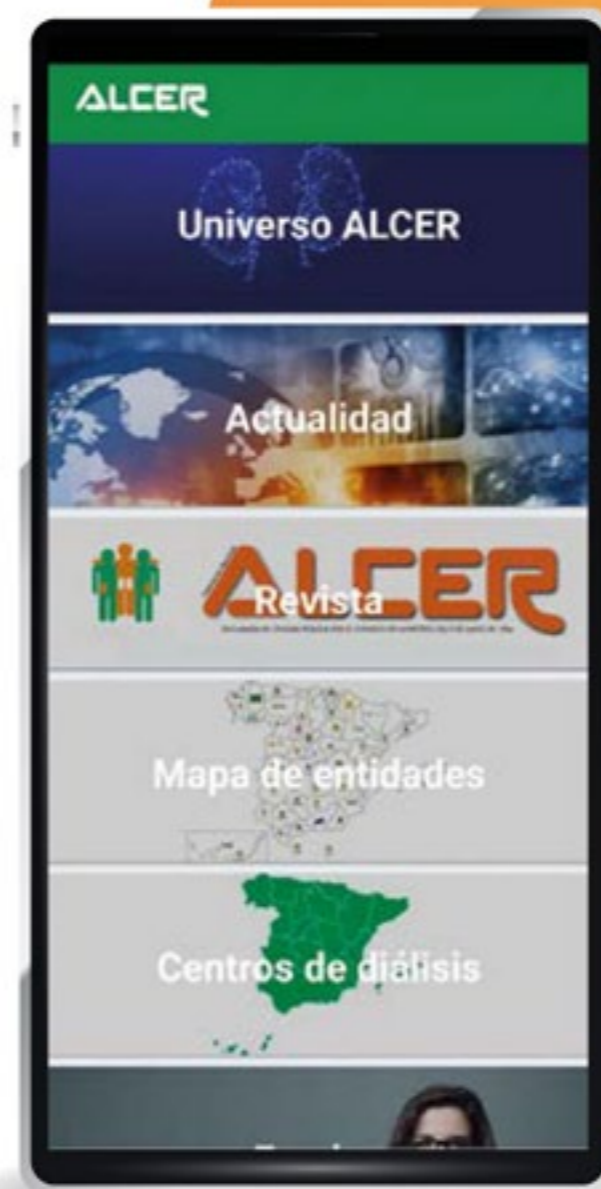 ALCER
Universo ALCER
Actualidad
ALCER
Revista
Mapa de entidades
Centros de diálisis